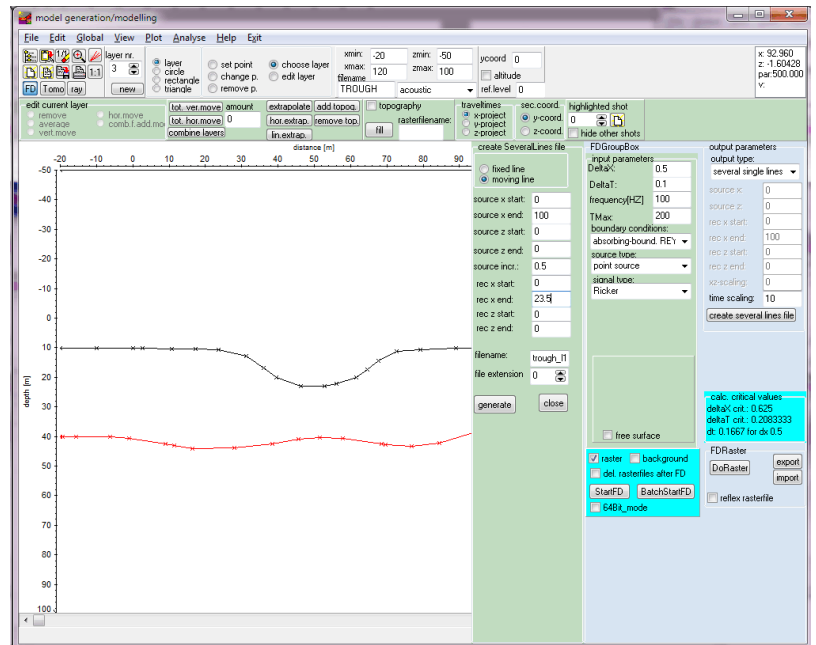 model generation/modelling
File Edit Global View Plot Analyse Help Exit
layer nr.
3
new
1:1
FD Tomo ray
layer
circle
rectangle
triangle
set point
change p.
choose layer
edit layer
xmin: -20 zmin: -50
xmax: 120 zmax: 100
filename
TROUGH acoustic
ycoord 0
altitude
ref.level 0
x: 92.960
z: -1.60428
par:500.000
v:
edit current layer
remove
average
vert.move
hor.move
comb.f.add.mo
tot. ver.move amount
tot. hor.move 0
combine layers
extrapolate add topog.
hor.extrap. remove top.
lin.extrap.
topography
rasterfilename:
fill
traveltimes
x-project
y-project
z-project
sec.coord.
y-coord.
z-coord.
highlighted shot
0
hide other shots
distance [m]
-20 -10 0 10 20 30 40 50 60 70 80 90
depth [m]
-50
-40
-30
-20
-10
0
10
20
30
40
50
60
70
80
90
100
create SeveralLines file
fixed line
moving line
source x start: 0
source x end: 100
source z start: 0
source z end: 0
source incr.: 0.5
rec x start: 0
rec x end: 23.5
rec z start: 0
rec z end: 0
filename: trough_l1
file extension 0
generate close
FDGroupBox
input parameters
DeltaX: 0.5
DeltaT: 0.1
frequency[HZ] 100
TMax: 200
boundary conditions:
absorbing-bound. REY
source type:
point source
signal type:
Ricker
free surface
raster background
del. rasterfiles after FD
StartFD BatchStartFD
64Bit_mode
output parameters
output type:
several single lines
source x: 0
source z: 0
rec x start: 0
rec x end: 100
rec z start: 0
rec z end: 0
xz-scaling: 0
time scaling: 10
create several lines file
calc. critical values
deltaX crit.: 0.625
deltaT crit.: 0.2083333
dt: 0.1667 for dx 0.5
FDRaster
DoRaster export
import
reflex rasterfile